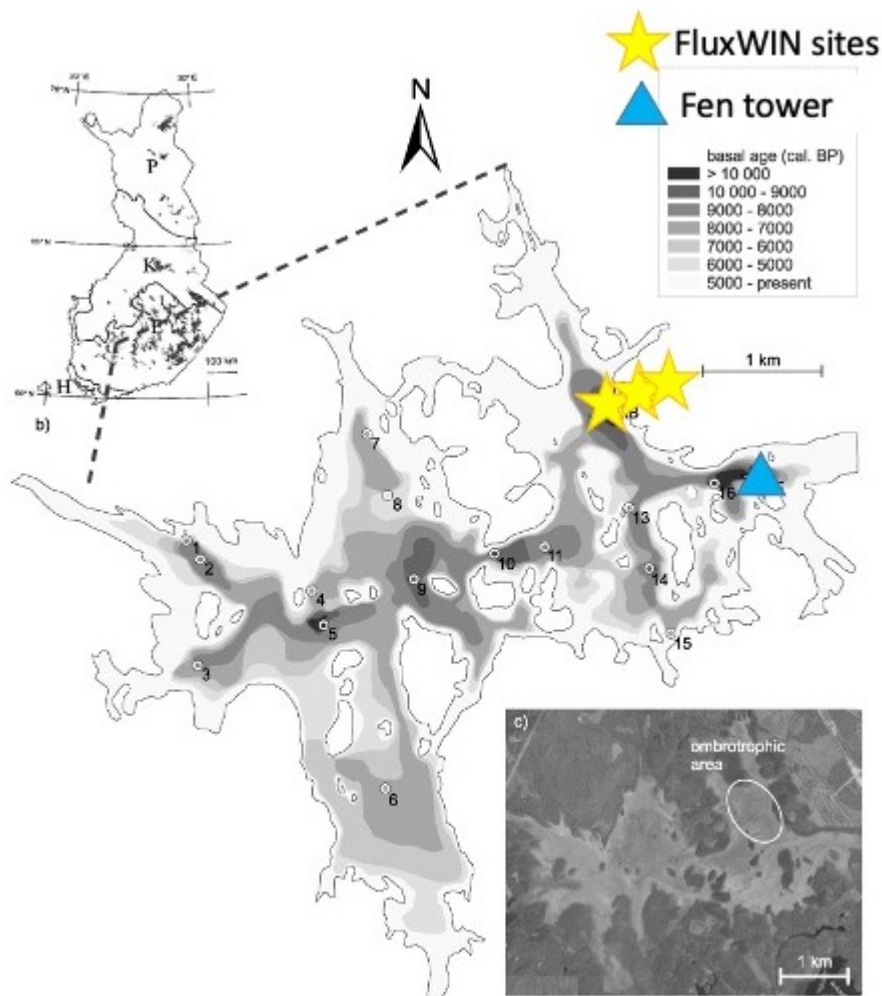 FluxWIN sites
Fen tower
basal age (cal. BP)
> 10 000
10 000 - 9000
9000 - 8000
8000 - 7000
7000 - 6000
6000 - 5000
5000 - present
N
P
K
E
H
100 km
b)
1 km
7
8
1
2
10
11
13
16
9
14
4
5
15
3
6
c)
ombrotrophic
area
1 km